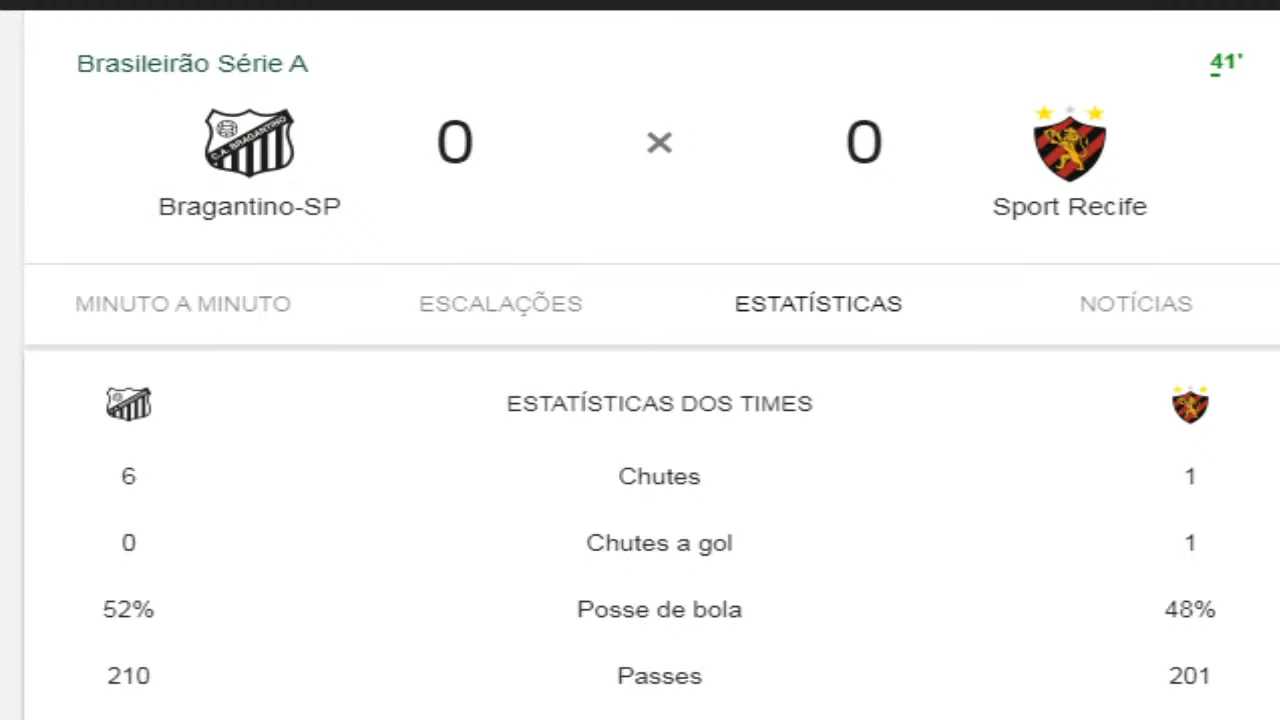 Brasileirão Série A 41'
C.A. BRAGANTINO
0 × 0
Bragantino-SP Sport Recife
MINUTO A MINUTO ESCALAÇÕES ESTATÍSTICAS NOTÍCIAS
ESTATÍSTICAS DOS TIMES
6 Chutes 1
0 Chutes a gol 1
52% Posse de bola 48%
210 Passes 201